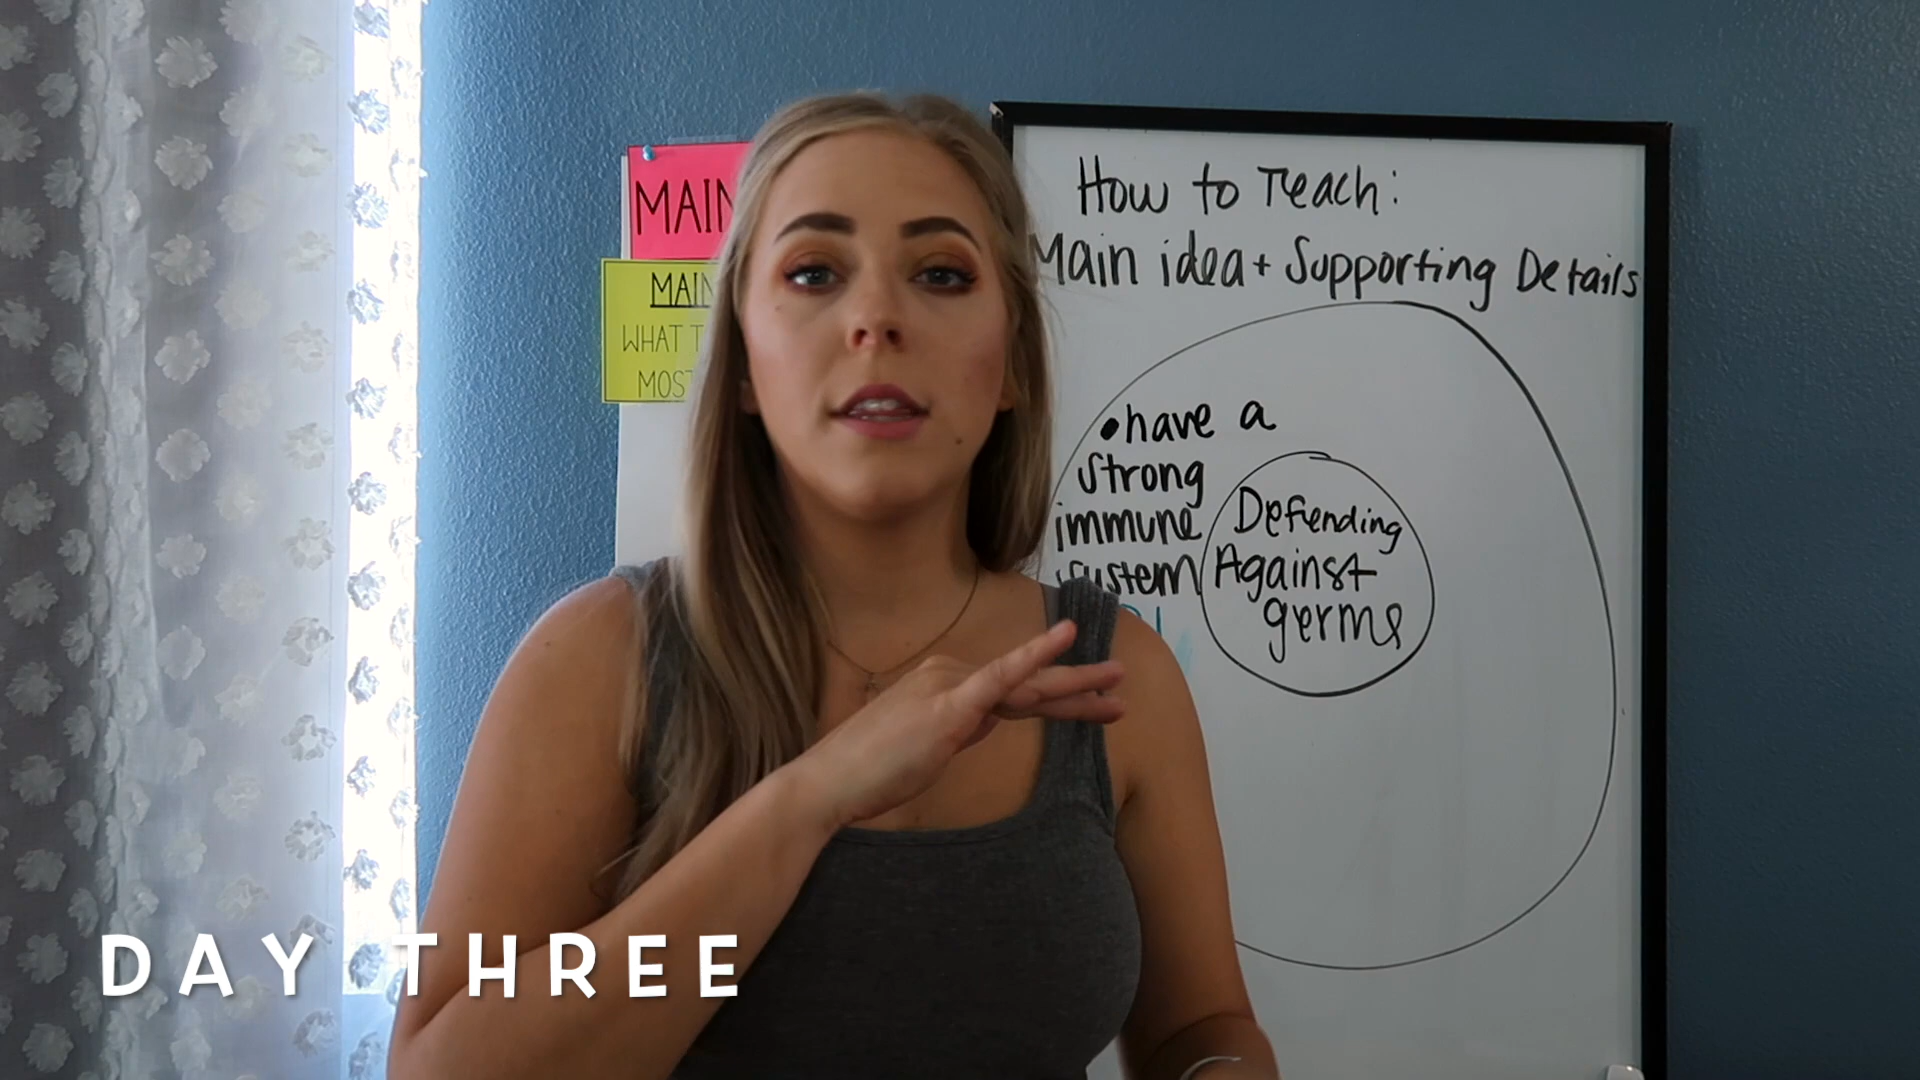 MAIN
MAIN
WHAT T
MOST
How to Teach:
Main idea + Supporting Details
• have a
strong
immune
system
Defending
Against
germs
DAY THREE